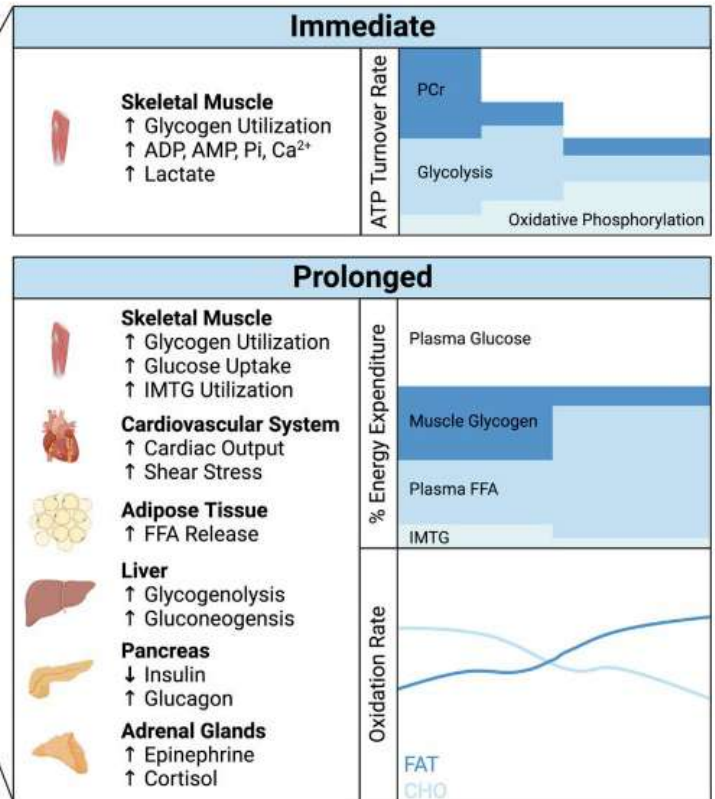 Immediate
Skeletal Muscle
↑ Glycogen Utilization
↑ ADP, AMP, Pi, Ca²⁺
↑ Lactate
ATP Turnover Rate
PCr
Glycolysis
Oxidative Phosphorylation
Prolonged
Skeletal Muscle
↑ Glycogen Utilization
↑ Glucose Uptake
↑ IMTG Utilization
Cardiovascular System
↑ Cardiac Output
↑ Shear Stress
Adipose Tissue
↑ FFA Release
Liver
↑ Glycogenolysis
↑ Gluconeogensis
Pancreas
↓ Insulin
↑ Glucagon
Adrenal Glands
↑ Epinephrine
↑ Cortisol
% Energy Expenditure
Plasma Glucose
Muscle Glycogen
Plasma FFA
IMTG
Oxidation Rate
FAT
CHO